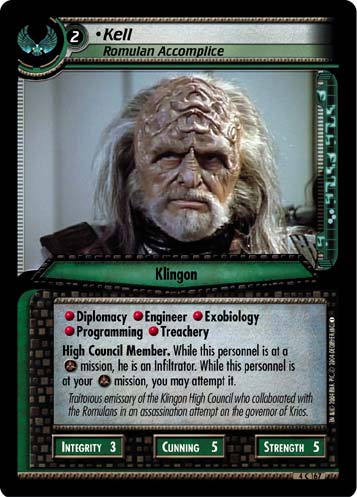 2
•Kell
Romulan Accomplice
Klingon
Diplomacy Engineer Exobiology
Programming Treachery
High Council Member. While this personnel is at a
mission, he is an Infiltrator. While this personnel is
at your mission, you may attempt it.
Traitorous emissary of the Klingon High Council who collaborated with
the Romulans in an assassination attempt on the governor of Krios.
INTEGRITY 3 CUNNING 5 STRENGTH 5
4 C 167